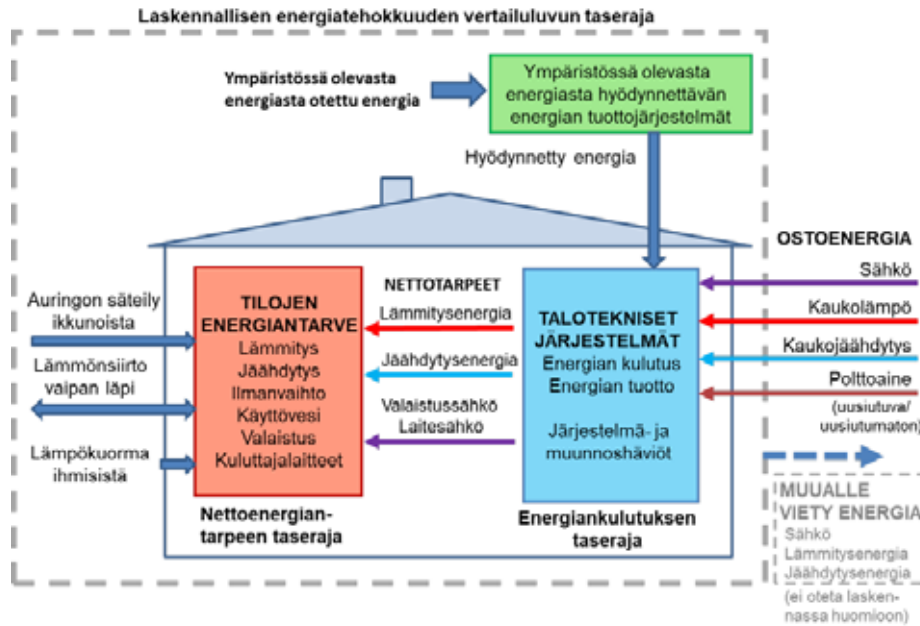 Laskennallisen energiatehokkuuden vertailuluvun taseraja
Ympäristössä olevasta
energiasta otettu energia
Ympäristössä olevasta
energiasta hyödynnettävän
energian tuottojärjestelmät
Hyödynnetty energia
OSTOENERGIA
Sähkö
Kaukolämpö
Kaukojäähdytys
Polttoaine
(uusiutuva/
uusiutumaton)
Auringon säteily
ikkunoista
Lämmönsiirto
vaipan läpi
Lämpökuorma
ihmisistä
TILOJEN
ENERGIANTARVE
Lämmitys
Jäähdytys
Ilmanvaihto
Käyttövesi
Valaistus
Kuluttajalaitteet
Nettoenergian-
tarpeen taseraja
NETTOTARPEET
Lämmitysenergia
Jäähdytysenergia
Valaistussähkö
Laitesähkö
TALOTEKNISET
JÄRJESTELMÄT
Energian kulutus
Energian tuotto
Järjestelmä- ja
muunnoshäviöt
Energiankulutuksen
taseraja
MUUALLE
VIETY ENERGIA
Sähkö
Lämmitysenergia
Jäähdytysenergia
(ei oteta lasken-
nassa huomioon)